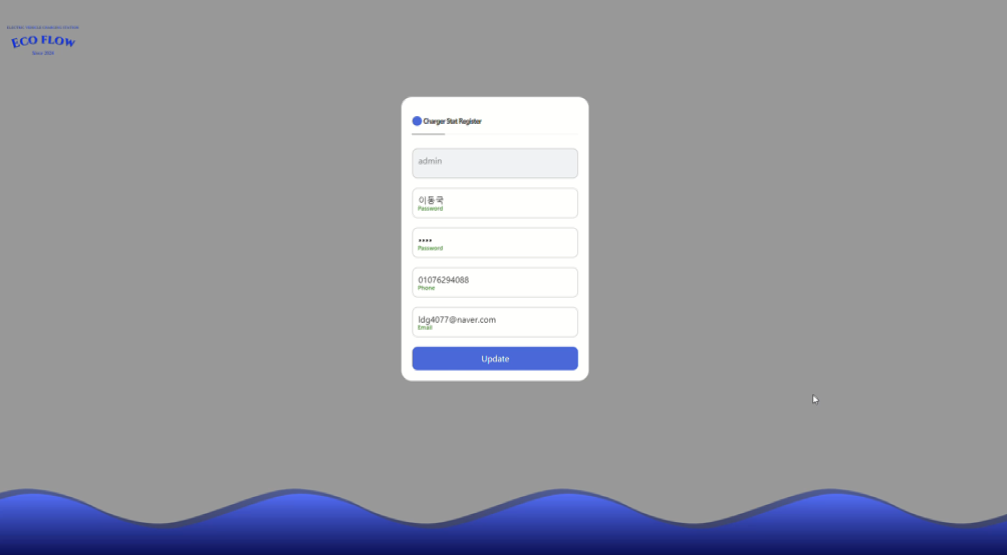 ELECTRIC VEHICLE CHARGING STATION
ECO FLOW
Since 2023
Charger Stat Register
admin
이동국
Password
••••
Password
01076294088
Phone
ldg4077@naver.com
Email
Update